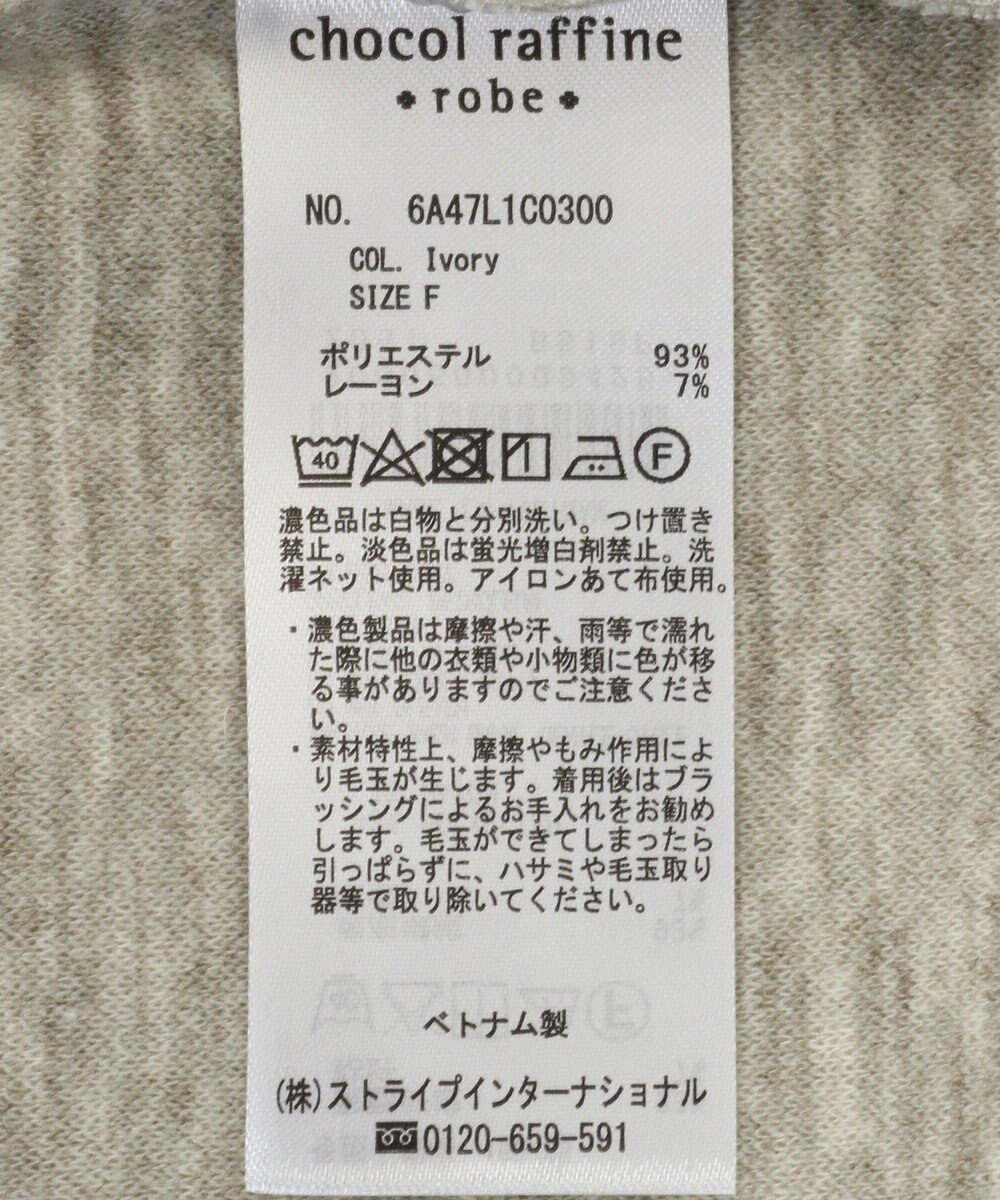 chocol raffine
robe
NO. 6A47L1C0300
COL. Ivory
SIZE F
ポリエステル 93%
レーヨン 7%
40 F
濃色品は白物と分別洗い。つけ置き
禁止。淡色品は蛍光増白剤禁止。洗
濯ネット使用。アイロンあて布使用。
・濃色製品は摩擦や汗、雨等で濡れ
た際に他の衣類や小物類に色が移
る事がありますのでご注意くださ
い。
・素材特性上、摩擦やもみ作用によ
り毛玉が生じます。着用後はブラ
ッシングによるお手入れをお勧め
します。毛玉ができてしまったら
引っぱらずに、ハサミや毛玉取り
器等で取り除いてください。
ベトナム製
(株)ストライプインターナショナル
0120-659-591